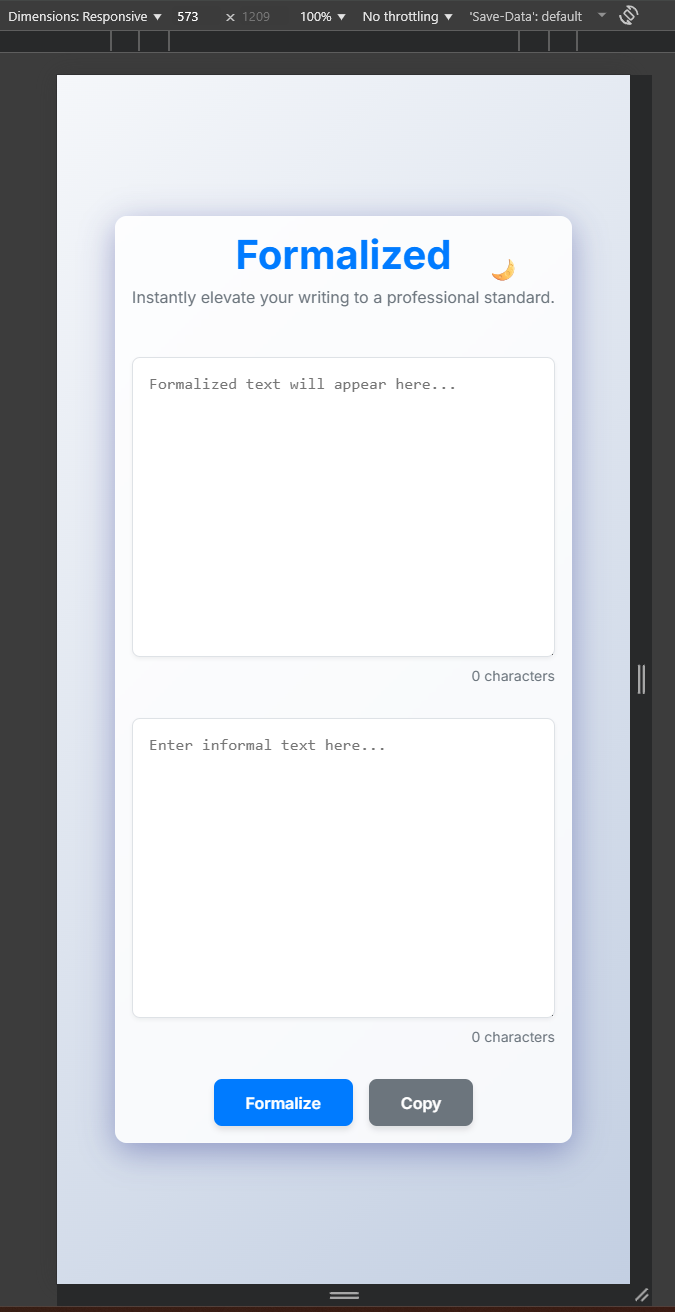 Dimensions: Responsive 573 × 1209 100% No throttling 'Save-Data': default
Formalized
Instantly elevate your writing to a professional standard.
Formalized text will appear here...
0 characters
Enter informal text here...
0 characters
Formalize Copy